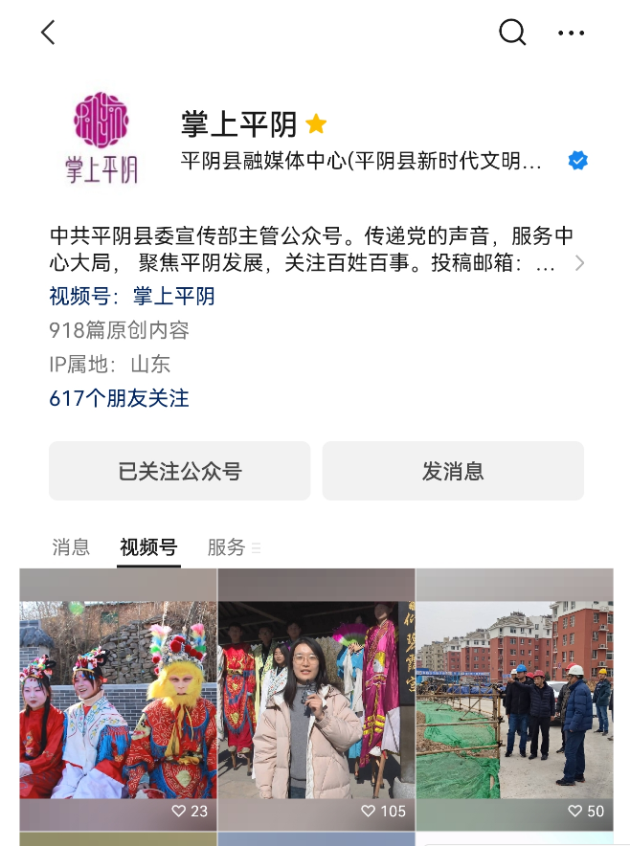 掌上平阴
掌上平阴
平阴县融媒体中心(平阴县新时代文明...
中共平阴县委宣传部主管公众号。传递党的声音，服务中
心大局， 聚焦平阴发展，关注百姓百事。投稿邮箱：...
视频号：掌上平阴
918篇原创内容
IP属地：山东
617个朋友关注
已关注公众号
发消息
消息
视频号
服务
23
105
50